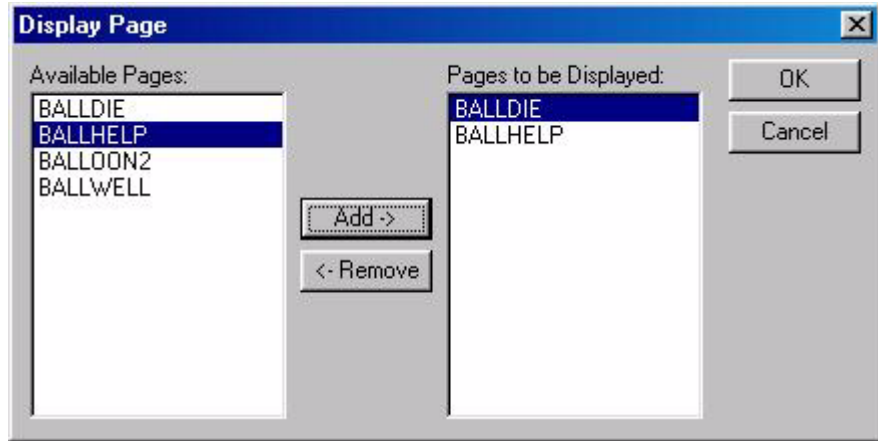 Display Page
Available Pages:
BALLDIE
BALLHELP
BALLOON2
BALLWELL
Add ->
<- Remove
Pages to be Displayed:
BALLDIE
BALLHELP
OK
Cancel